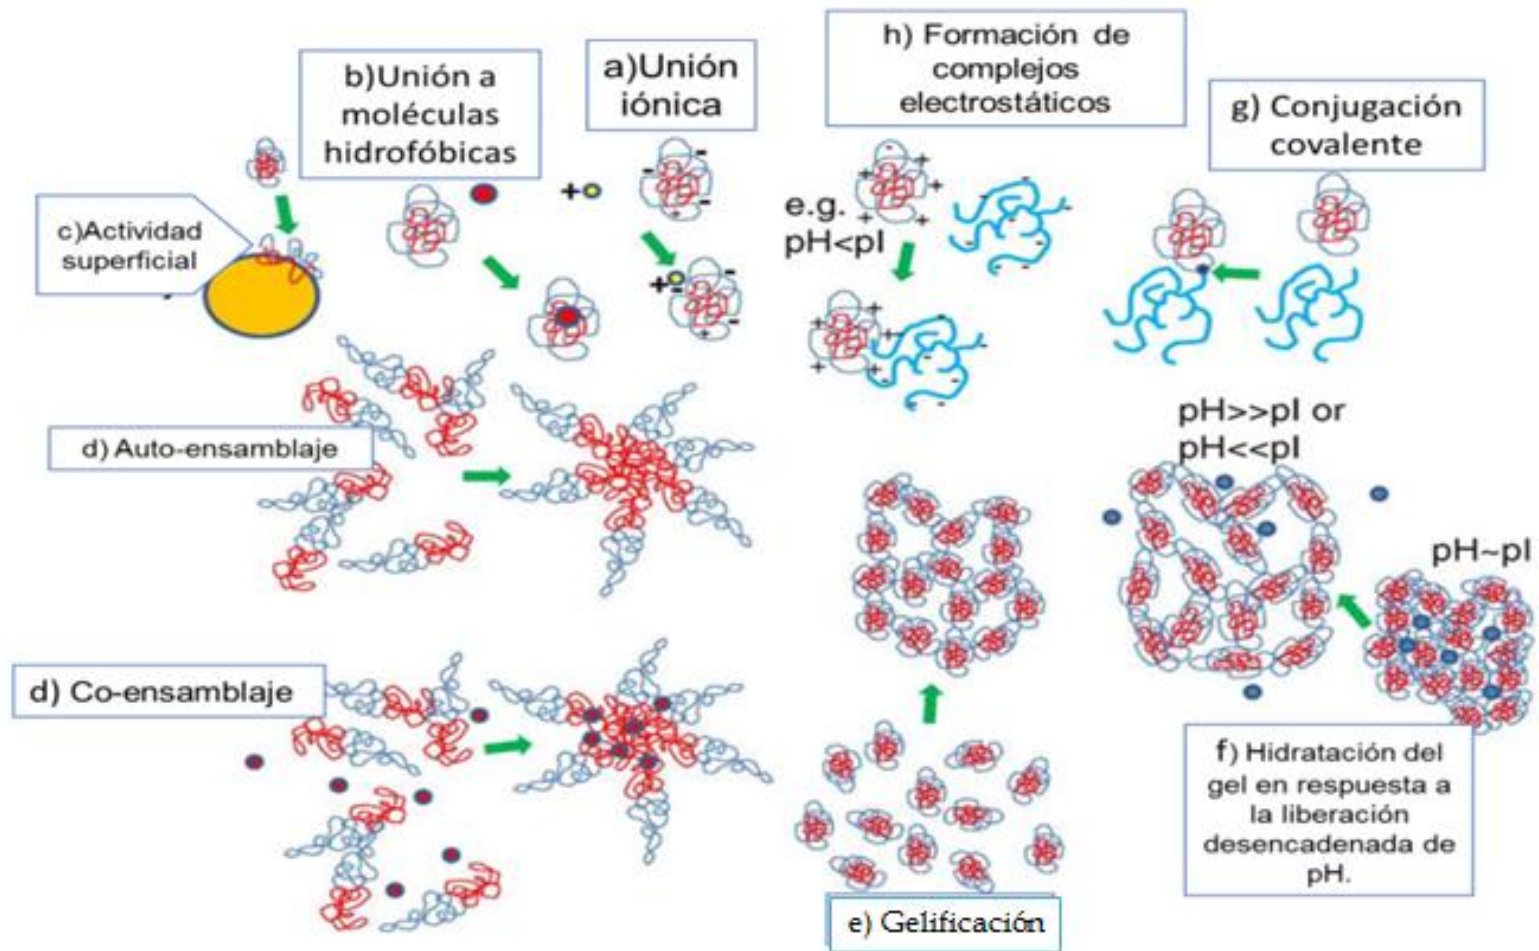 b)Unión a
moléculas
hidrofóbicas
a)Unión
iónica
h) Formación de
complejos
electrostáticos
g) Conjugación
covalente
c)Actividad
superficial
e.g.
pH<pI
d) Auto-ensamblaje
pH>>pI or
pH<<pI
pH~pI
d) Co-ensamblaje
f) Hidratación del
gel en respuesta a
la liberación
desencadenada de
pH.
e) Gelificación